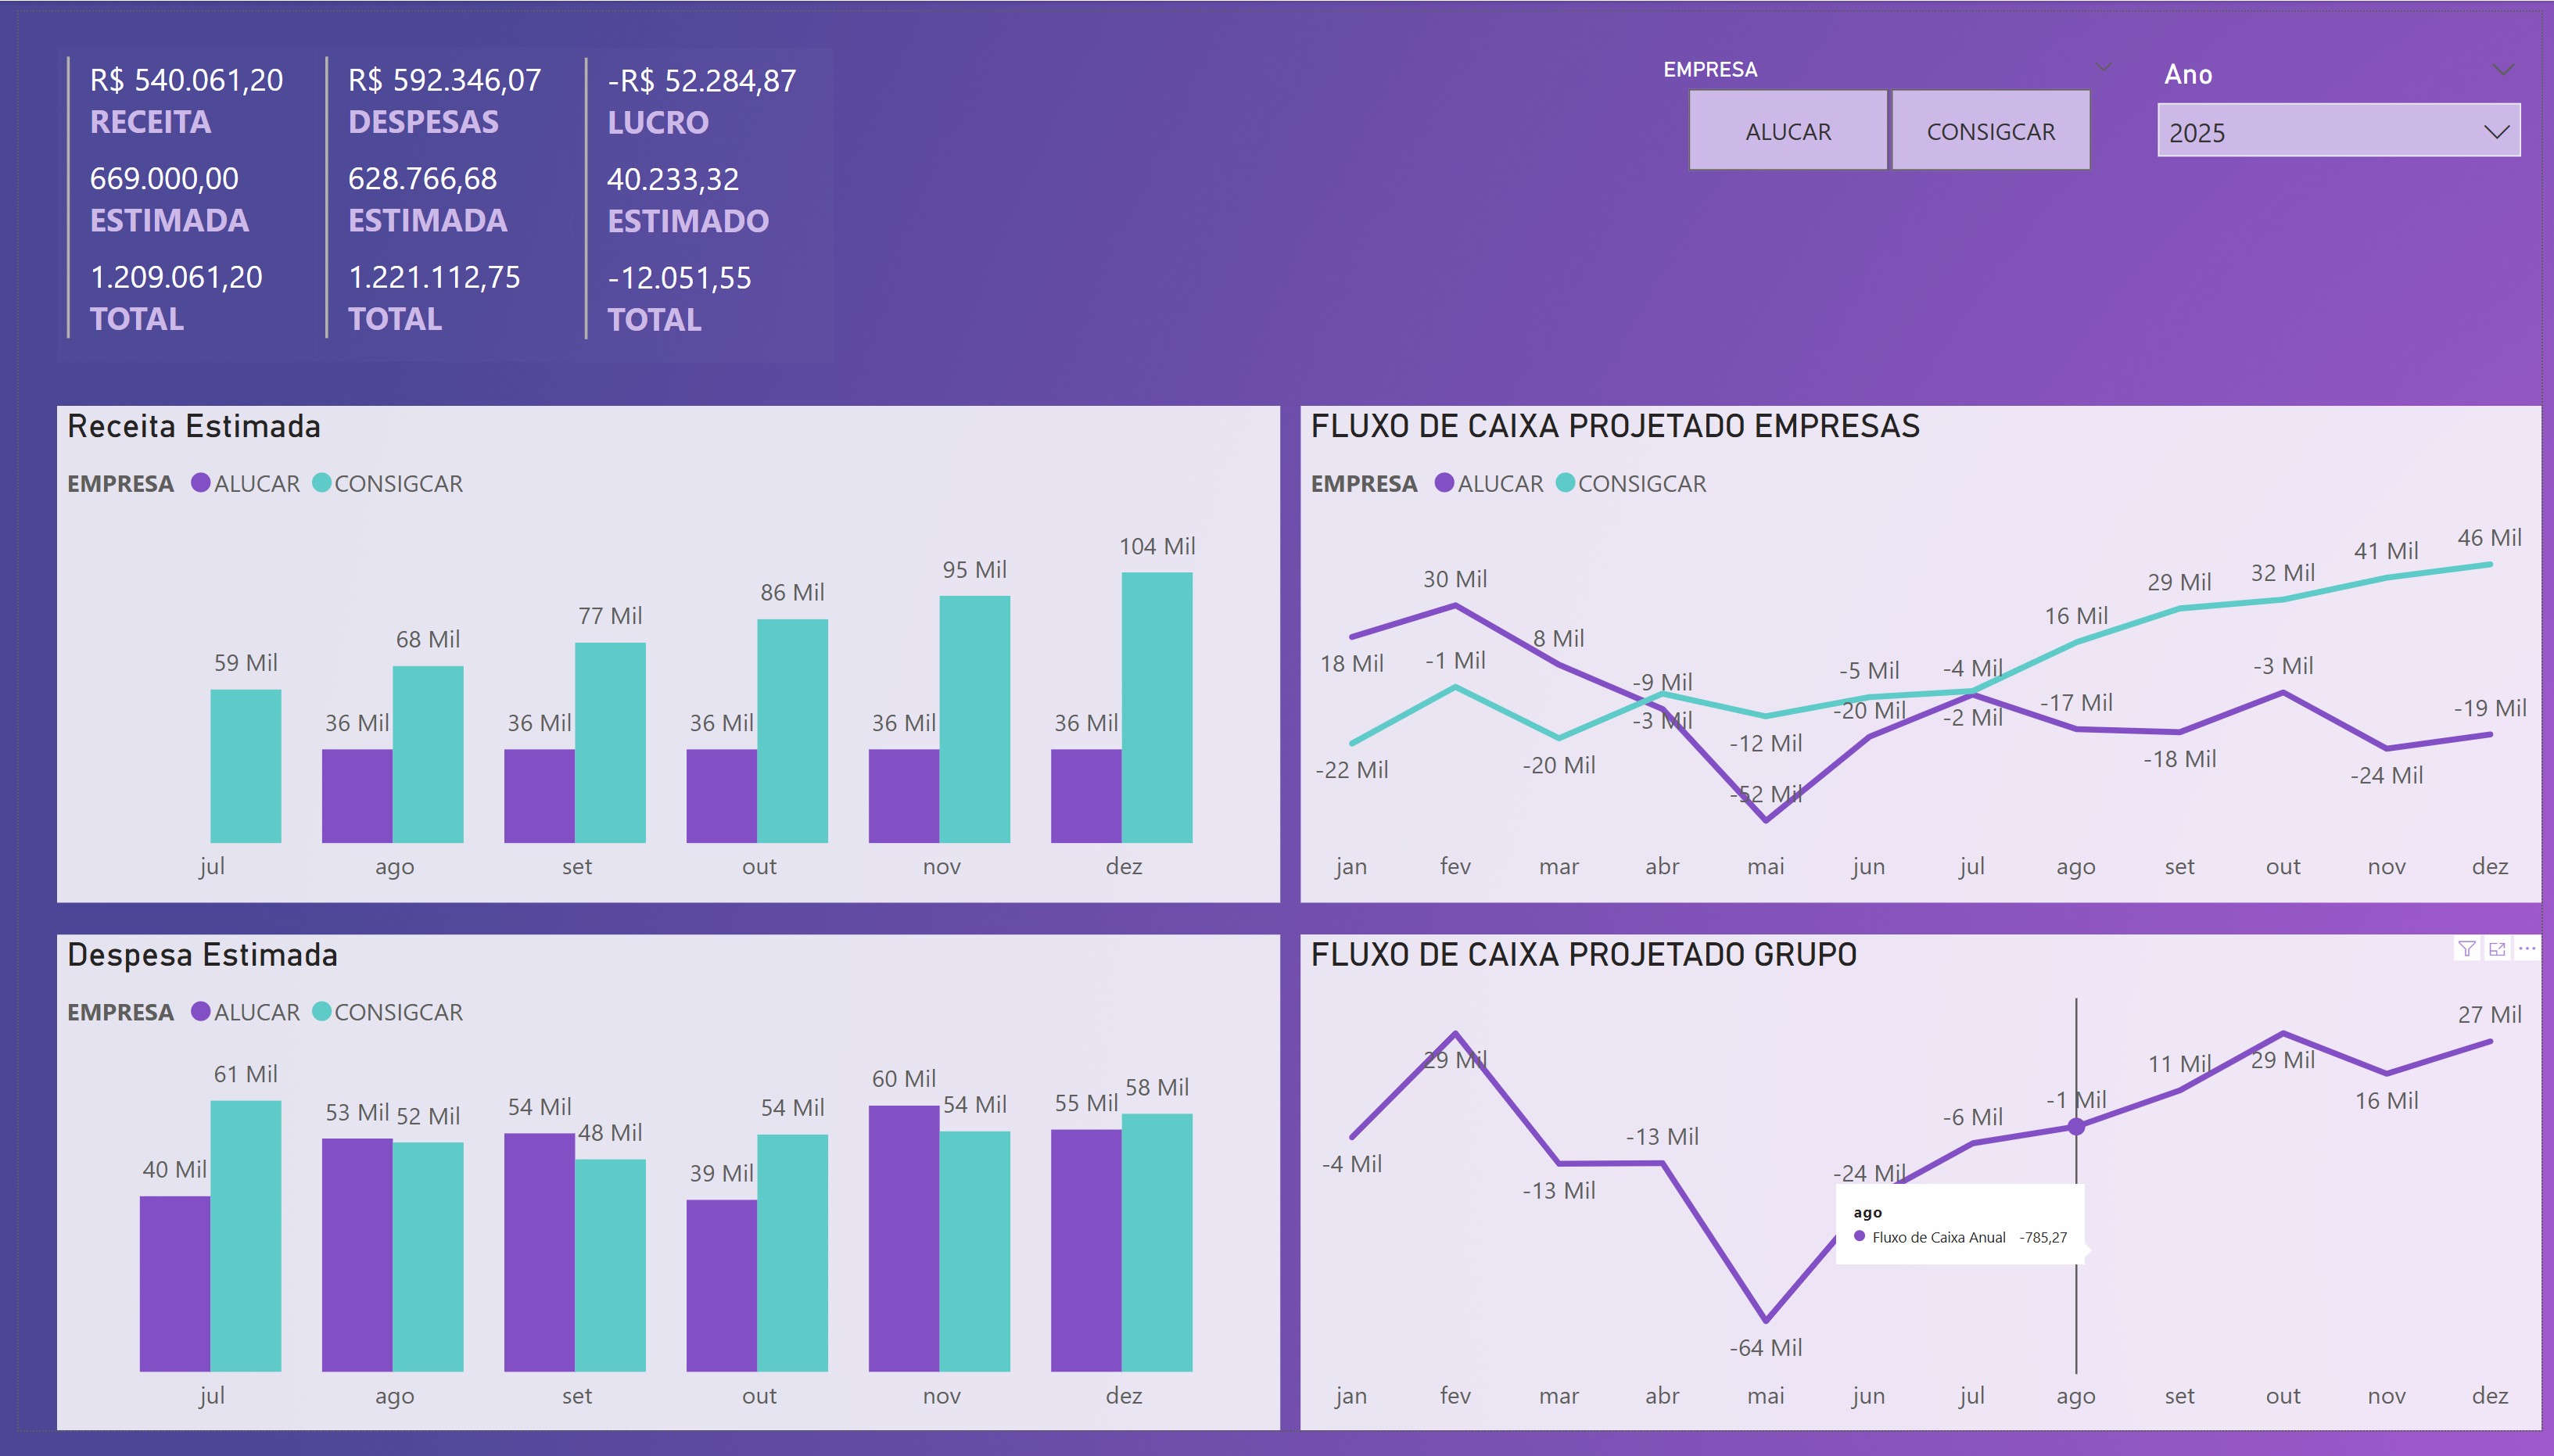 R$ 540.061,20
RECEITA
669.000,00
ESTIMADA
1.209.061,20
TOTAL
R$ 592.346,07
DESPESAS
628.766,68
ESTIMADA
1.221.112,75
TOTAL
-R$ 52.284,87
LUCRO
40.233,32
ESTIMADO
-12.051,55
TOTAL
EMPRESA
ALUCAR CONSIGCAR
Ano
2025
Receita Estimada
EMPRESA ALUCAR CONSIGCAR
59 Mil
36 Mil 68 Mil
36 Mil 77 Mil
36 Mil 86 Mil
36 Mil 95 Mil
36 Mil 104 Mil
jul ago set out nov dez
FLUXO DE CAIXA PROJETADO EMPRESAS
EMPRESA ALUCAR CONSIGCAR
18 Mil 30 Mil 8 Mil -9 Mil -52 Mil -20 Mil -2 Mil -17 Mil -18 Mil -3 Mil -24 Mil -19 Mil
-22 Mil -1 Mil -20 Mil -3 Mil -12 Mil -5 Mil -4 Mil 16 Mil 29 Mil 32 Mil 41 Mil 46 Mil
jan fev mar abr mai jun jul ago set out nov dez
Despesa Estimada
EMPRESA ALUCAR CONSIGCAR
40 Mil 61 Mil
53 Mil 52 Mil
54 Mil 48 Mil
39 Mil 54 Mil
60 Mil 54 Mil
55 Mil 58 Mil
jul ago set out nov dez
FLUXO DE CAIXA PROJETADO GRUPO
-4 Mil 29 Mil -13 Mil -13 Mil -64 Mil -24 Mil -6 Mil -1 Mil 11 Mil 29 Mil 16 Mil 27 Mil
ago
Fluxo de Caixa Anual -785,27
jan fev mar abr mai jun jul ago set out nov dez